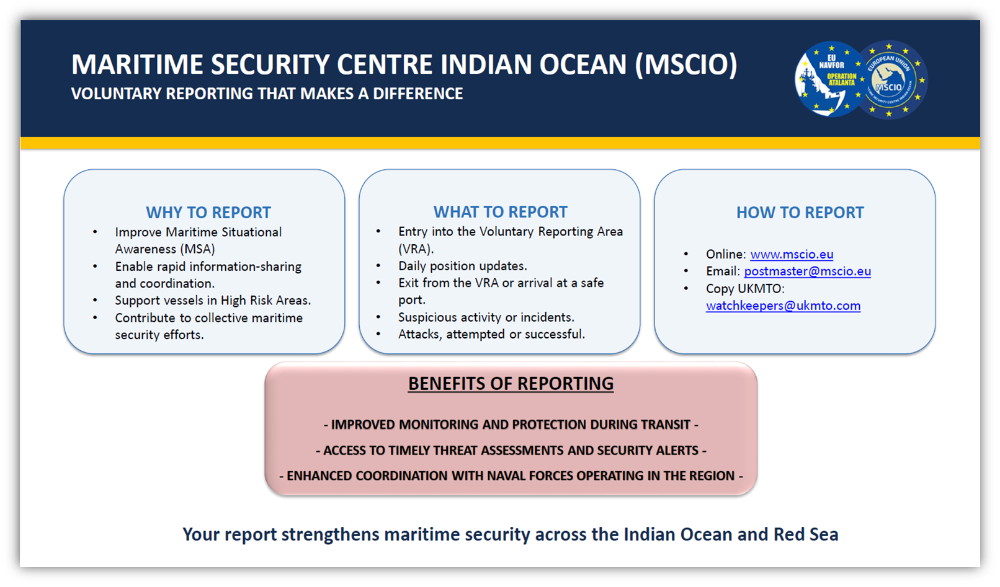 MARITIME SECURITY CENTRE INDIAN OCEAN (MSCIO)
VOLUNTARY REPORTING THAT MAKES A DIFFERENCE
EU
NAVFOR
OPERATION
ATALANTA
EUROPEAN UNION
MSCIO
SECURITY CENTRE INDIAN OCEAN
WHY TO REPORT
• Improve Maritime Situational
Awareness (MSA)
• Enable rapid information-sharing
and coordination.
• Support vessels in High Risk Areas.
• Contribute to collective maritime
security efforts.
WHAT TO REPORT
• Entry into the Voluntary Reporting Area
(VRA).
• Daily position updates.
• Exit from the VRA or arrival at a safe
port.
• Suspicious activity or incidents.
• Attacks, attempted or successful.
HOW TO REPORT
• Online: www.mscio.eu
• Email: postmaster@mscio.eu
• Copy UKMTO:
watchkeepers@ukmto.com
BENEFITS OF REPORTING
- IMPROVED MONITORING AND PROTECTION DURING TRANSIT -
- ACCESS TO TIMELY THREAT ASSESSMENTS AND SECURITY ALERTS -
- ENHANCED COORDINATION WITH NAVAL FORCES OPERATING IN THE REGION -
Your report strengthens maritime security across the Indian Ocean and Red Sea